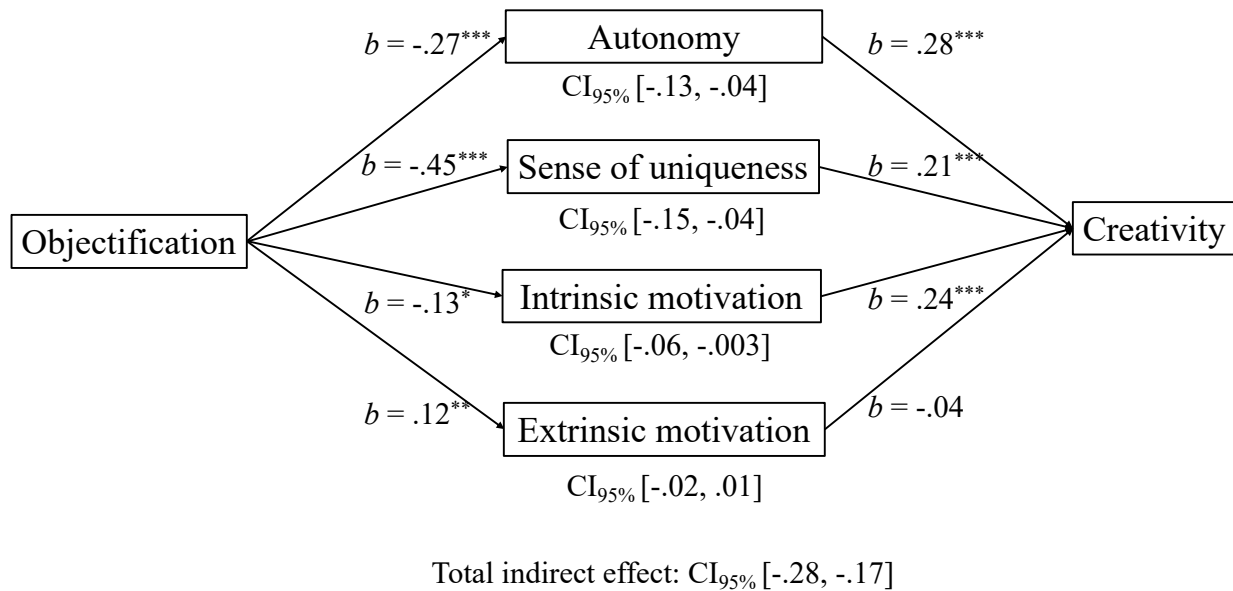 b = -.27***
Autonomy
b = .28***
CI95% [-.13, -.04]
b = -.45***
Sense of uniqueness
b = .21***
CI95% [-.15, -.04]
Objectification
Creativity
b = -.13*
Intrinsic motivation
b = .24***
CI95% [-.06, -.003]
b = .12**
Extrinsic motivation
b = -.04
CI95% [-.02, .01]
Total indirect effect: CI95% [-.28, -.17]